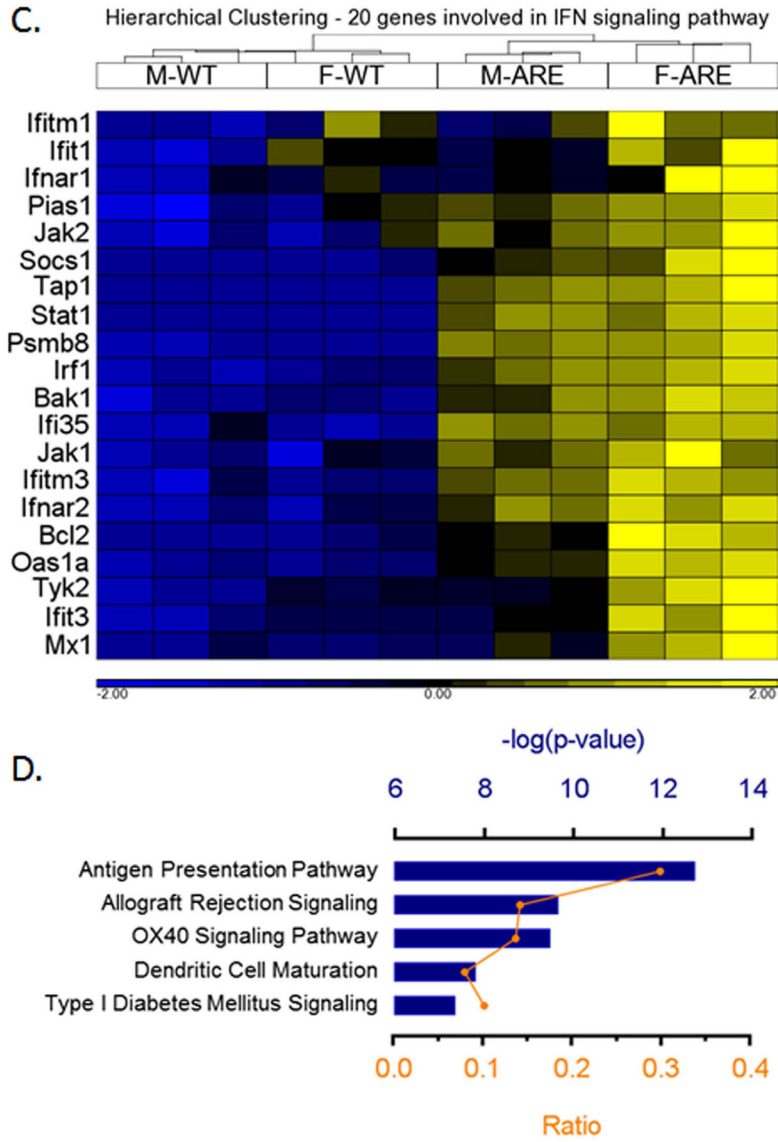 C.
Hierarchical Clustering - 20 genes involved in IFN signaling pathway
M-WT F-WT M-ARE F-ARE
Ifitm1
Ifit1
Ifnar1
Pias1
Jak2
Socs1
Tap1
Stat1
Psmb8
Irf1
Bak1
Ifi35
Jak1
Ifitm3
Ifnar2
Bcl2
Oas1a
Tyk2
Ifit3
Mx1
-2.00 0.00 2.00
D.
-log(p-value)
6 8 10 12 14
Antigen Presentation Pathway
Allograft Rejection Signaling
OX40 Signaling Pathway
Dendritic Cell Maturation
Type I Diabetes Mellitus Signaling
0.0 0.1 0.2 0.3 0.4
Ratio